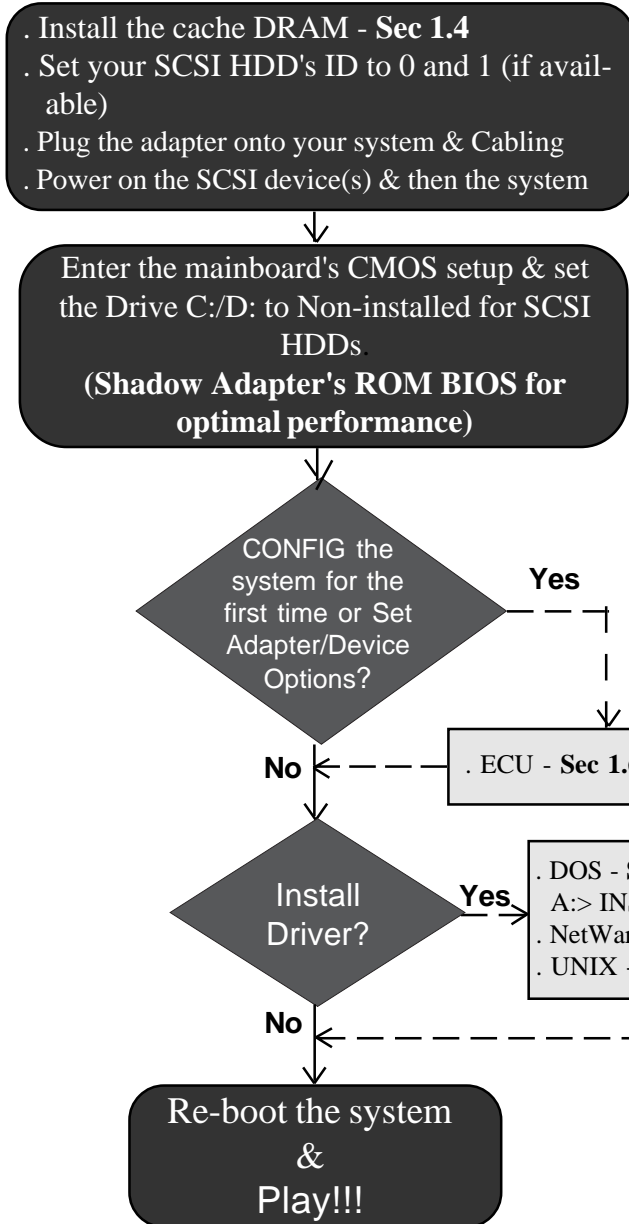 . Install the cache DRAM - Sec 1.4
. Set your SCSI HDD's ID to 0 and 1 (if avail-
able)
. Plug the adapter onto your system & Cabling
. Power on the SCSI device(s) & then the system
Enter the mainboard's CMOS setup & set
the Drive C:/D: to Non-installed for SCSI
HDDs.
(Shadow Adapter's ROM BIOS for
optimal performance)
CONFIG the
system for the
first time or Set
Adapter/Device
Options?
Yes
No
. ECU - Sec 1.
Install
Driver?
Yes
. DOS -
A:>
.
. UNIX -
No
Re-boot the system
&
Play!!!